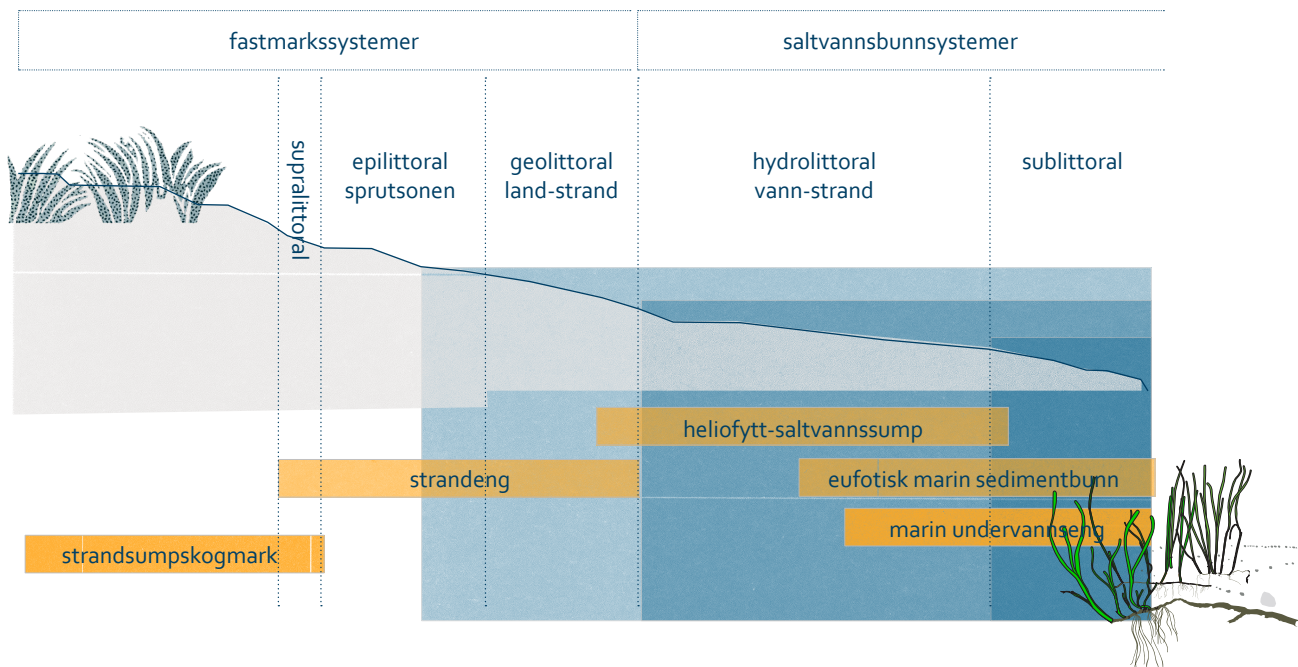 fastmarkssystemer
saltvannsbunnsystemer
supralittoral
epilittoral
sprutsonen
geolittoral
land-strand
hydrolittoral
vann-strand
sublittoral
heliofytt-saltvannssump
strandeng
eufotisk marin sedimentbunn
marin undervannseng
strandsumpskogmark